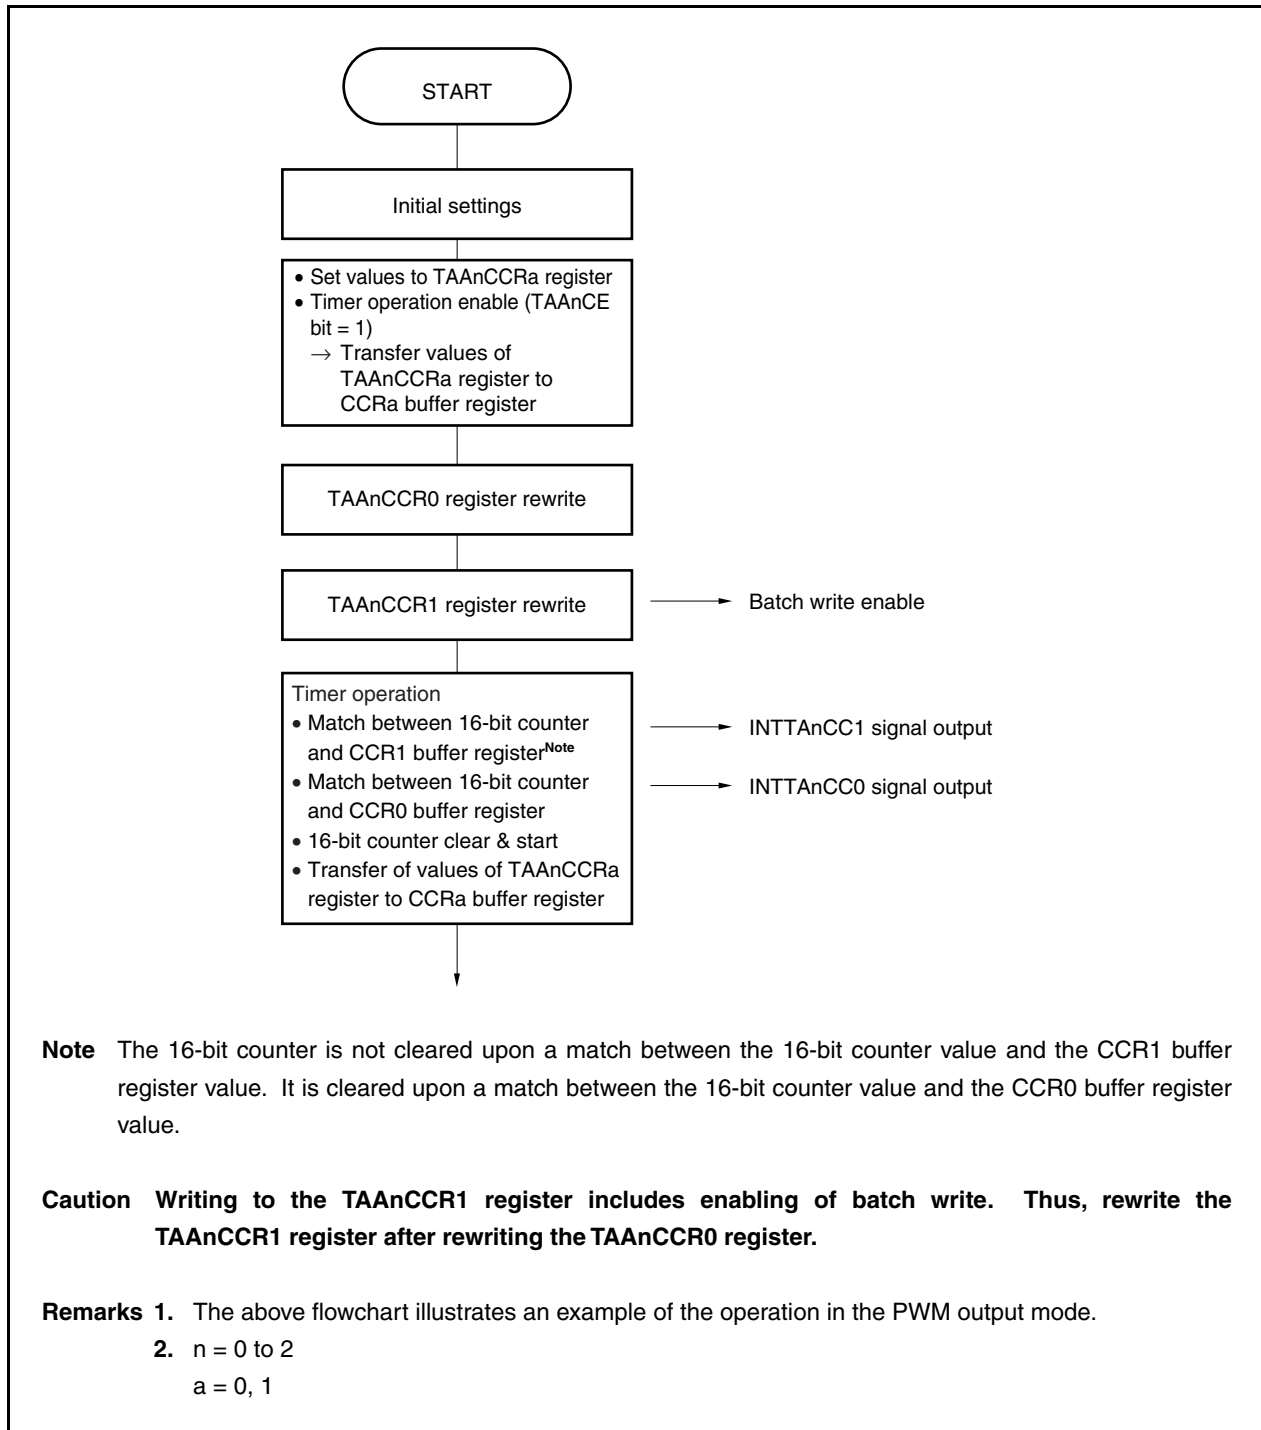 START
Initial settings
• Set values to TAAnCCRa register
• Timer operation enable (TAAnCE
bit = 1)
→ Transfer values of
TAAnCCRa register to
CCRa buffer register
TAAnCCR0 register rewrite
TAAnCCR1 register rewrite
Batch write enable
Timer operation
• Match between 16-bit counter
and CCR1 buffer registerNote
INTTAnCC1 signal output
• Match between 16-bit counter
and CCR0 buffer register
INTTAnCC0 signal output
• 16-bit counter clear & start
• Transfer of values of TAAnCCRa
register to CCRa buffer register
Note The 16-bit counter is not cleared upon a match between the 16-bit counter value and the CCR1 buffer
register value. It is cleared upon a match between the 16-bit counter value and the CCR0 buffer register
value.
Caution Writing to the TAAnCCR1 register includes enabling of batch write. Thus, rewrite the
TAAnCCR1 register after rewriting the TAAnCCR0 register.
Remarks 1. The above flowchart illustrates an example of the operation in the PWM output mode.
2. n = 0 to 2
a = 0, 1